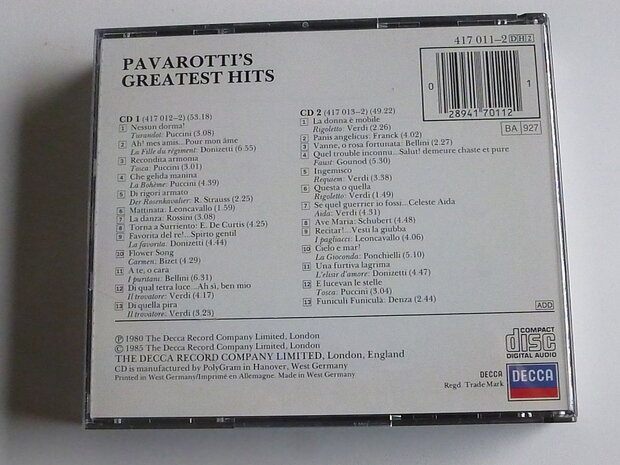 PAVAROTTI'S
GREATEST HITS
417 011-2 DH2
0
28941 70112
1
BA 927
CD 1 (417 012-2) (53.18)
1 Nessun dorma!
Turandot: Puccini (3.08)
2 Ah! mes amis...Pour mon âme
La Fille du régiment: Donizetti (6.55)
3 Recondita armonia
Tosca: Puccini (3.01)
4 Che gelida manina
La Bohème: Puccini (4.39)
5 Di rigori armato
Der Rosenkavalier: R. Strauss (2.25)
6 Mattinata. Leoncavallo (1.59)
7 La danza: Rossini (3.08)
8 Torna a Surriento: E. De Curtis (4.25)
9 Favorita del re!...Spirto gentil
La favorita: Donizetti (4.44)
10 Flower Song
Carmen: Bizet (4.29)
11 A te, o cara
I puritani: Bellini (6.31)
12 Di qual tetra luce...Ah sì, ben mio
Il trovatore: Verdi (4.17)
13 Di quella pira
Il trovatore: Verdi (3.23)
CD 2 (417 013-2) (49.22)
1 La donna è mobile
Rigoletto: Verdi (2.26)
2 Panis angelicus: Franck (4.02)
3 Vanne, o rosa fortunata: Bellini (2.27)
4 Quel trouble inconnu...Salut! demeure chaste et pure
Faust: Gounod (5.30)
5 Ingemisco
Requiem: Verdi (3.38)
6 Questa o quella
Rigoletto: Verdi (1.49)
7 Se quel guerrier io fossi...Celeste Aida
Aida: Verdi (4.31)
8 Ave Maria: Schubert (4.48)
9 Recitar!...Vesti la giubba
I pagliacci: Leoncavallo (4.06)
10 Cielo e mar!
La Gioconda: Ponchielli (5.10)
11 Una furtiva lagrima
L'elisir d'amore: Donizetti (4.47)
12 E lucevan le stelle
Tosca: Puccini (3.04)
13 Funiculì Funiculà: Denza (2.44)
ADD
Ⓟ 1980 The Decca Record Company Limited, London
© 1985 The Decca Record Company Limited, London
THE DECCA RECORD COMPANY LIMITED, London, England
CD is manufactured by PolyGram in Hanover, West Germany
Printed in West Germany/Imprimé en Allemagne. Made in West Germany
COMPACT
disc
DIGITAL AUDIO
DECCA
Regd. Trade Mark
DECCA